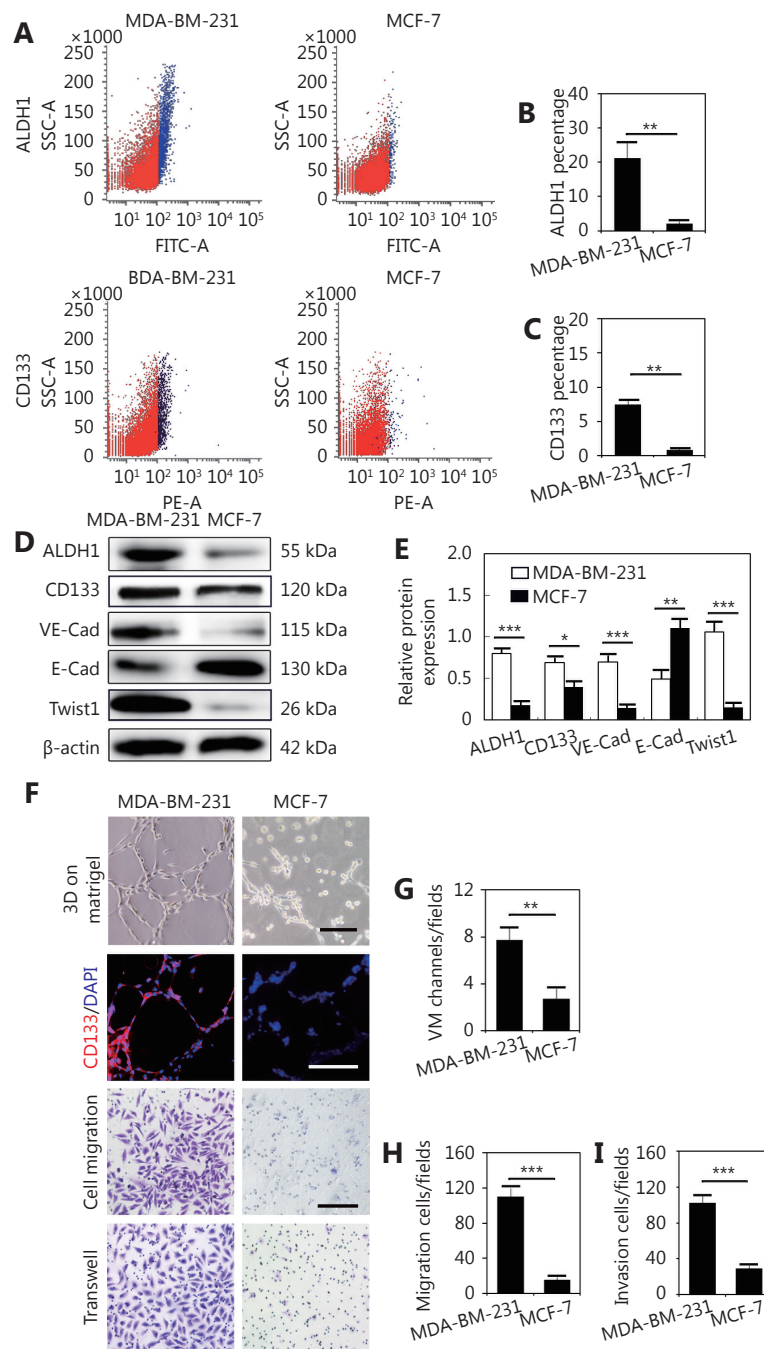 A
MDA-BM-231
MCF-7
×1000
×1000
ALDH1
SSC-A
250
200
150
100
50
0
SSC-A
250
200
150
100
50
0
10¹ 10² 10³ 10⁴ 10⁵
10¹ 10² 10³ 10⁴ 10⁵
FITC-A
FITC-A
B
ALDH1 pecentage
40
30
20
10
0
**
MDA-BM-231
MCF-7
BDA-BM-231
MCF-7
×1000
×1000
CD133
SSC-A
250
200
150
100
50
0
SSC-A
250
200
150
100
50
0
10¹ 10² 10³ 10⁴ 10⁵
10¹ 10² 10³ 10⁴ 10⁵
PE-A
PE-A
C
CD133 pecentage
20
15
10
5
0
**
MDA-BM-231
MCF-7
D
MDA-BM-231 MCF-7
ALDH1 55 kDa
CD133 120 kDa
VE-Cad 115 kDa
E-Cad 130 kDa
Twist1 26 kDa
β-actin 42 kDa
E
Relative protein
expression
2.0
1.5
1.0
0.5
0
MDA-BM-231
MCF-7
*** * *** ** ***
ALDH1 CD133 VE-Cad E-Cad Twist1
F
MDA-BM-231 MCF-7
3D on
matrigel
CD133/DAPI
Cell migration
Transwell
G
VM channels/fields
12
8
4
0
**
MDA-BM-231
MCF-7
H
Migration cells/fields
160
120
80
40
0
***
MDA-BM-231
MCF-7
I
Invasion cells/fields
160
120
80
40
0
***
MDA-BM-231
MCF-7